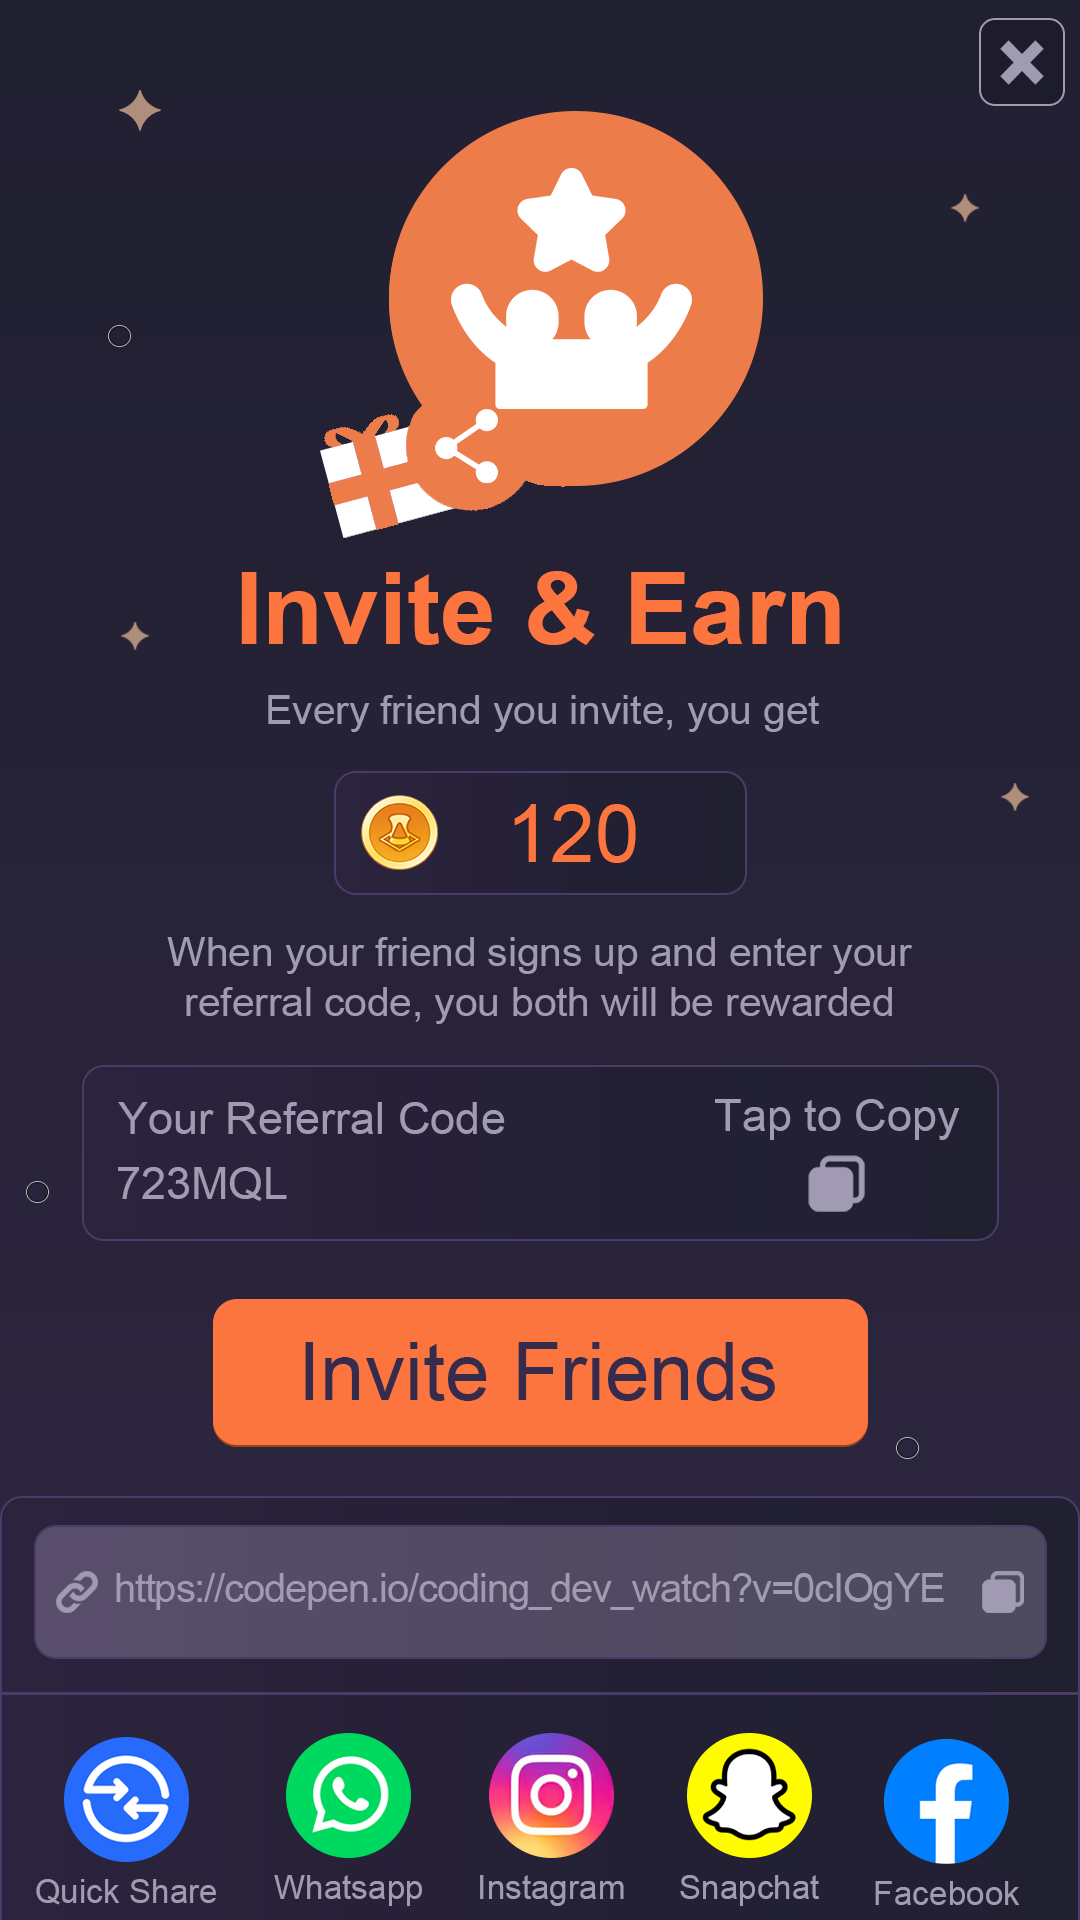 Invite & Earn
Every friend you invite, you get
120
When your friend signs up and enter your
referral code, you both will be rewarded
Your Referral Code
Tap to Copy
723MQL
Invite Friends
https://codepen.io/coding_dev_watch?v=0clOgYE
Quick Share
Whatsapp
Instagram
Snapchat
Facebook